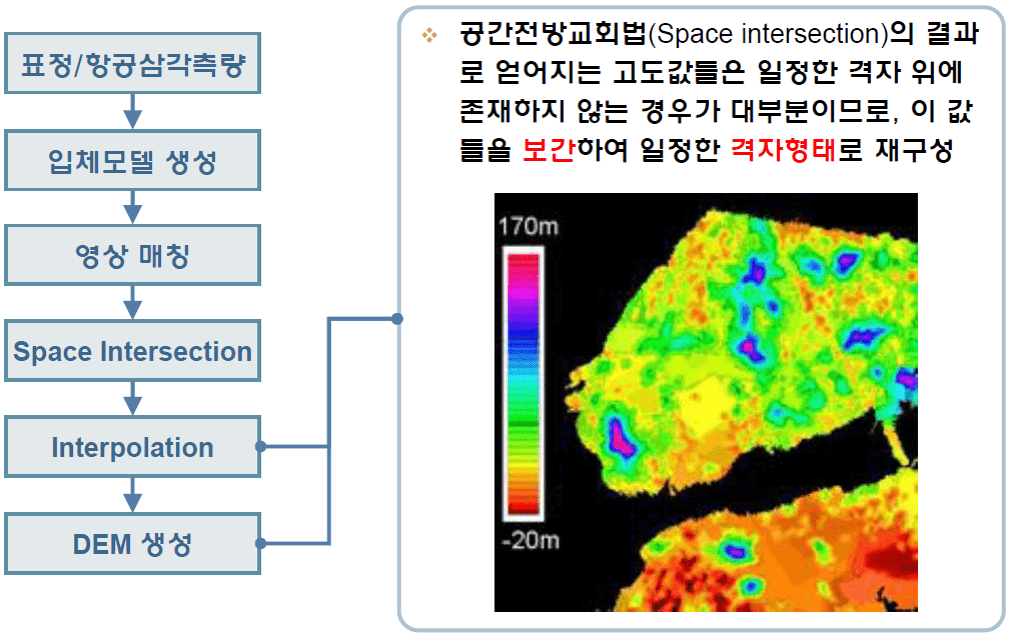 표정/항공삼각측량
입체모델 생성
영상 매칭
Space Intersection
Interpolation
DEM 생성
공간전방교회법(Space intersection)의 결과
로 얻어지는 고도값들은 일정한 격자 위에
존재하지 않는 경우가 대부분이므로, 이 값
들을 보간하여 일정한 격자형태로 재구성
170m
-20m